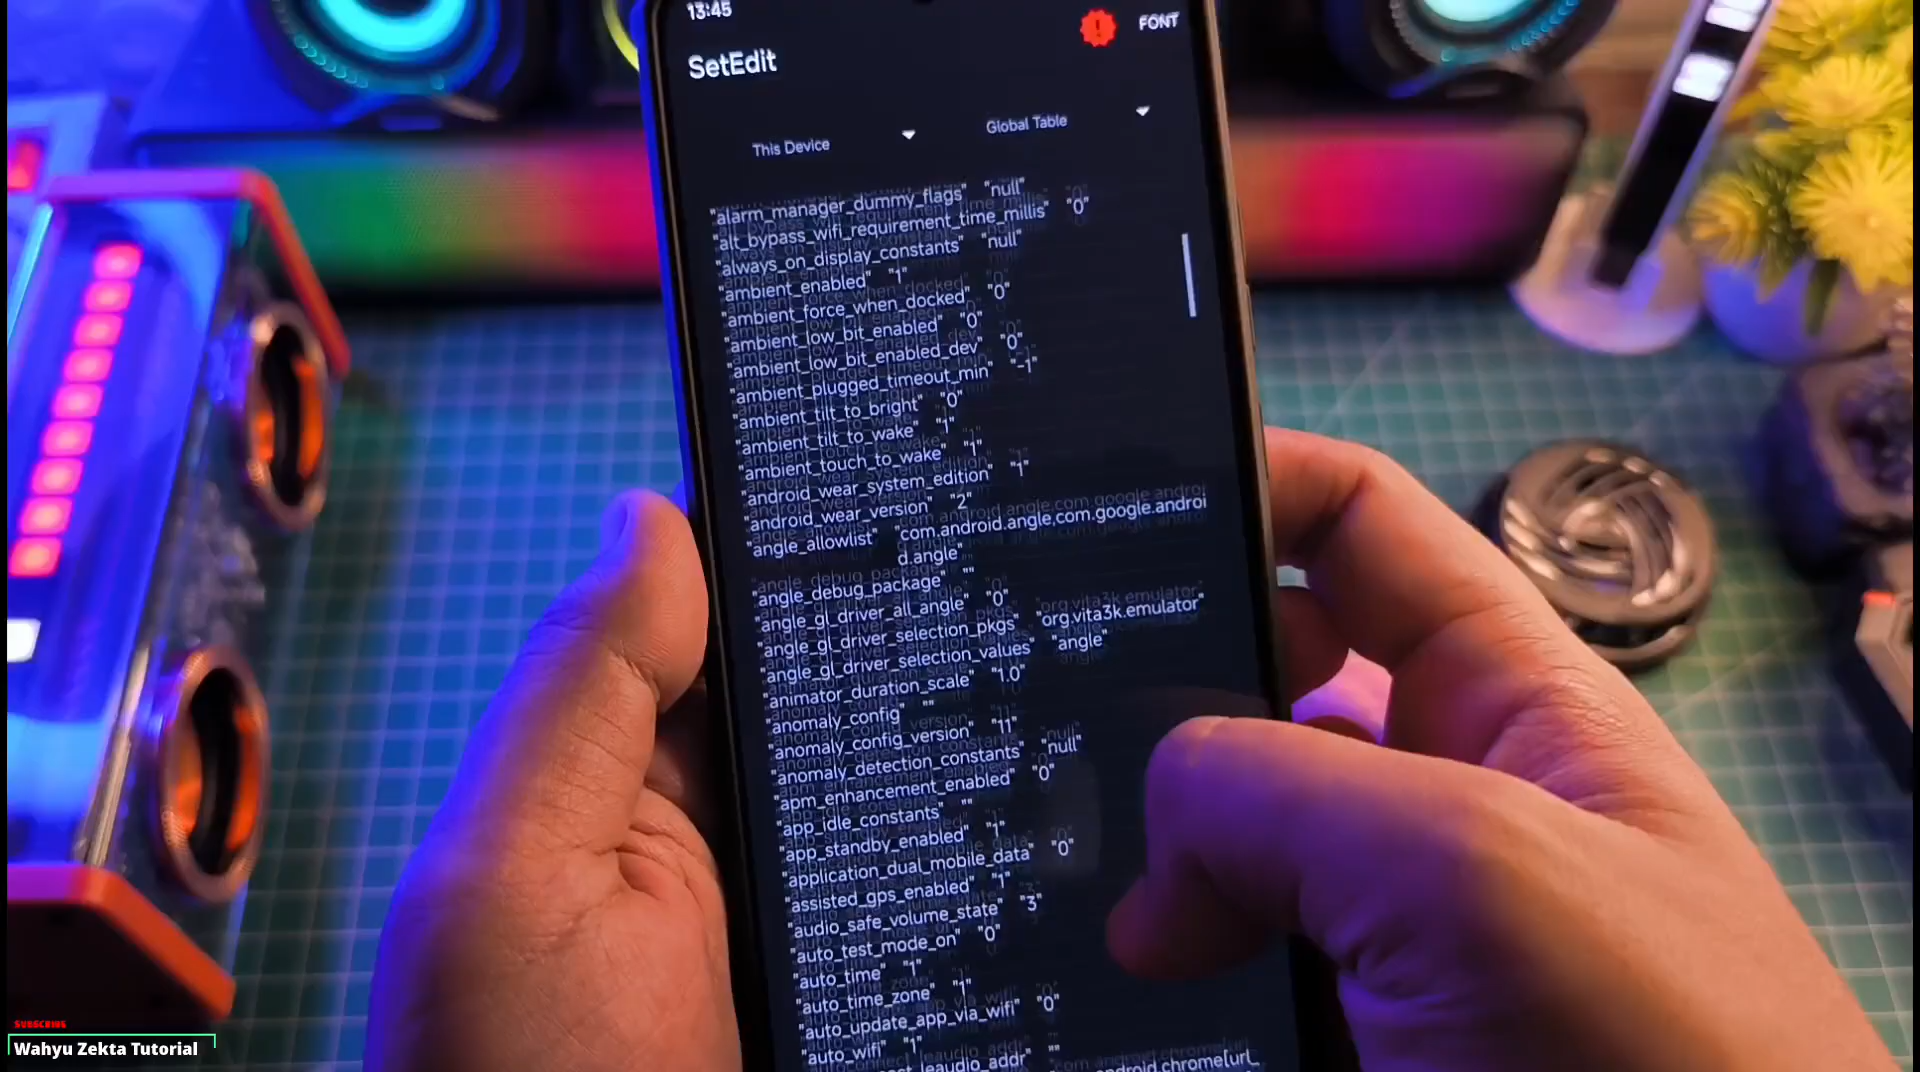 13:45
FONT
SetEdit
This Device
Global Table
"alarm_manager_dummy_flags" "null"
"alt_bypass_wifi_requirement_time_millis" "0"
"always_on_display_constants" "null"
"ambient_enabled" "1"
"ambient_force_when_docked" "0"
"ambient_low_bit_enabled" "0"
"ambient_low_bit_enabled_dev" "0"
"ambient_plugged_timeout_min" "-1"
"ambient_tilt_to_bright" "0"
"ambient_tilt_to_wake" "1"
"ambient_touch_to_wake" "1"
"android_wear_system_edition" "1"
"android_wear_version" "2"
"angle_allowlist" "com.android.angle,com.google.androi
d.angle"
"angle_debug_package" ""
"angle_gl_driver_all_angle" "0"
"angle_gl_driver_selection_pkgs" "org.vita3k.emulator"
"angle_gl_driver_selection_values" "angle"
"animator_duration_scale" "1.0"
"anomaly_config" ""
"anomaly_config_version" "11"
"anomaly_detection_constants" "null"
"apm_enhancement_enabled" "0"
"app_idle_constants" ""
"app_standby_enabled" "1"
"application_dual_mobile_data" "0"
"assisted_gps_enabled" "1"
"audio_safe_volume_state" "3"
"auto_test_mode_on" "0"
"auto_time" "1"
"auto_time_zone" "1"
"auto_update_app_via_wifi" "0"
"auto_wifi" "1"
leaudio_addr" ""
SUBSCRIBE
Wahyu Zekta Tutorial